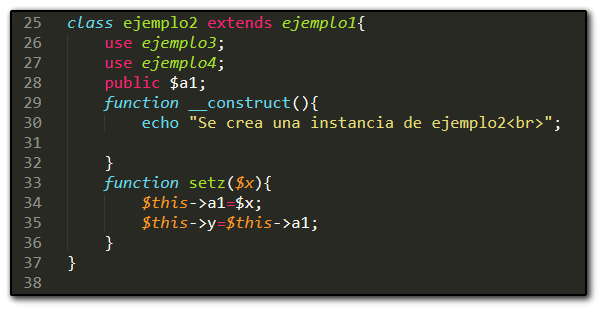 25 class ejemplo2 extends ejemplo1{
26 use ejemplo3;
27 use ejemplo4;
28 public $a1;
29 function __construct(){
30 echo "Se crea una instancia de ejemplo2<br>";
31
32 }
33 function setz($x){
34 $this->a1=$x;
35 $this->y=$this->a1;
36 }
37 }
38